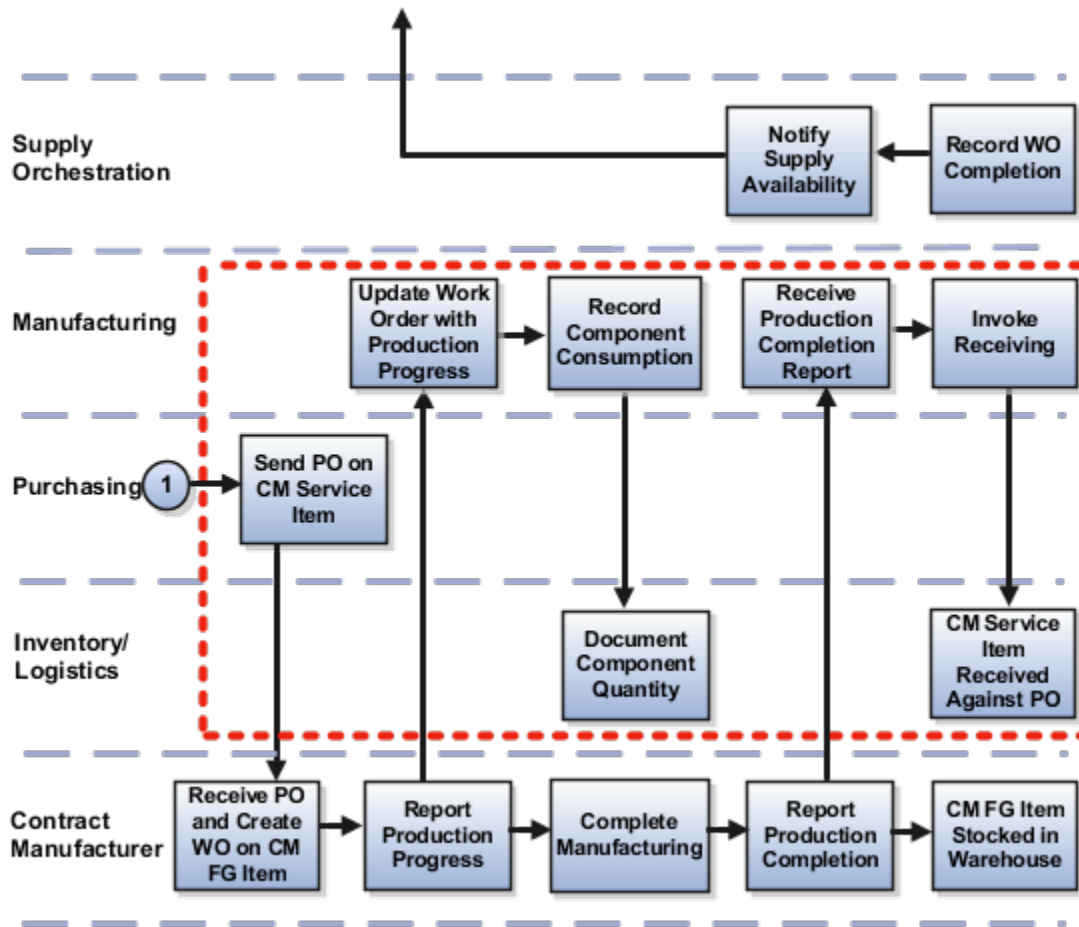 Supply
Orchestration
Notify
Supply
Availability
Record WO
Completion
Manufacturing
Update Work
Order with
Production
Progress
Record
Component
Consumption
Receive
Production
Completion
Report
Invoke
Receiving
Purchasing
1
Send PO on
CM Service
Item
Inventory/
Logistics
Document
Component
Quantity
CM Service
Item
Received
Against PO
Contract
Manufacturer
Receive PO
and Create
WO on CM
FG Item
Report
Production
Progress
Complete
Manufacturing
Report
Production
Completion
CM FG Item
Stocked in
Warehouse